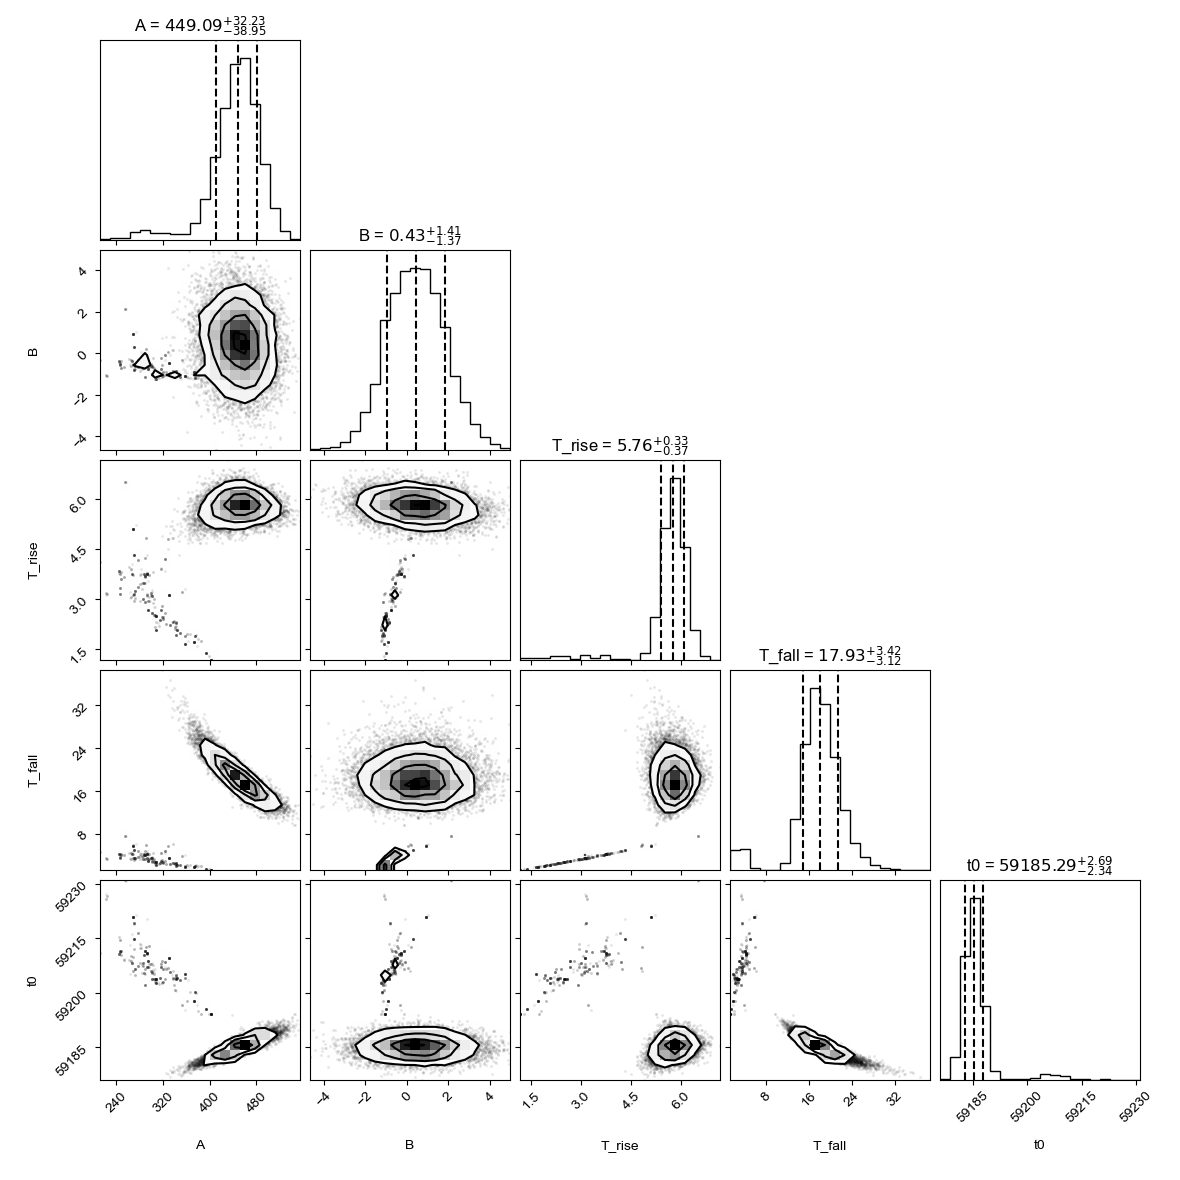 A = 449.09+32.23−38.95
B = 0.43+1.41−1.37
4
2
0
−2
−4
B
T_rise = 5.76+0.33−0.37
6.0
4.5
3.0
1.5
T_rise
T_fall = 17.93+3.42−3.12
32
24
16
8
T_fall
t0 = 59185.29+2.69−2.34
59230
59215
59200
59185
t0
240 320 400 480 −4 −2 0 2 4 1.5 3.0 4.5 6.0 8 16 24 32 59185 59200 59215 59230
A B T_rise T_fall t0